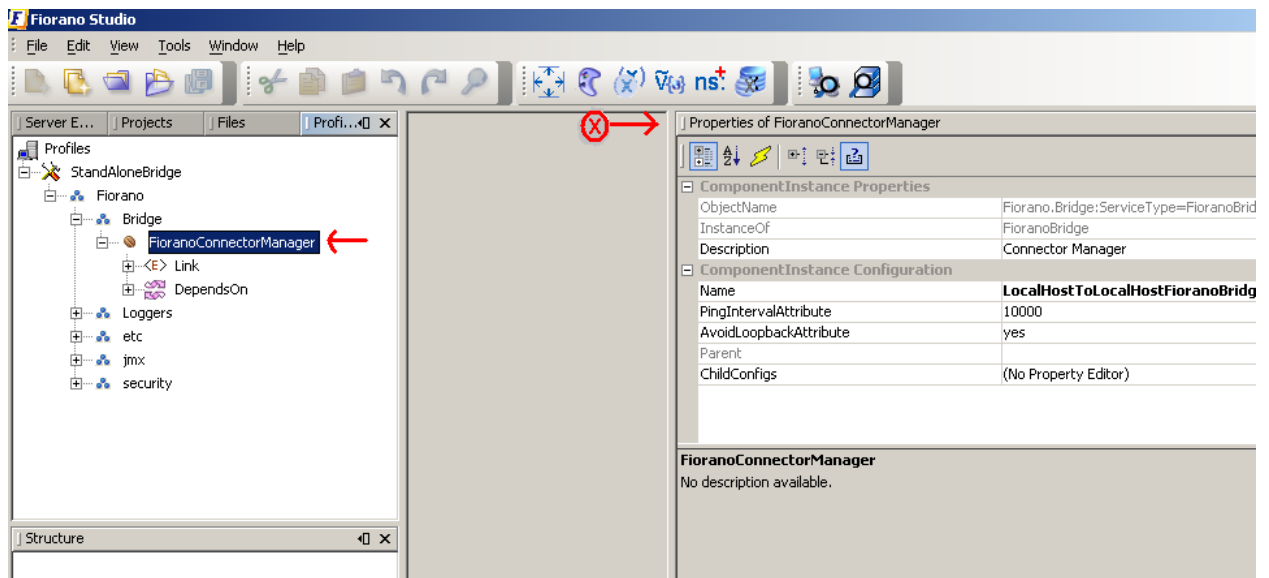 Fiorano Studio
File Edit View Tools Window Help
ns:
Server E... Projects Files Profi...
Profiles
StandAloneBridge
Fiorano
Bridge
FioranoConnectorManager
<E> Link
DependsOn
Loggers
etc
jmx
security
Structure
X
Properties of FioranoConnectorManager
ComponentInstance Properties
ObjectName Fiorano.Bridge:ServiceType=FioranoBrid
InstanceOf FioranoBridge
Description Connector Manager
ComponentInstance Configuration
Name LocalHostToLocalHostFioranoBridg
PingIntervalAttribute 10000
AvoidLoopbackAttribute yes
Parent
ChildConfigs (No Property Editor)
FioranoConnectorManager
No description available.